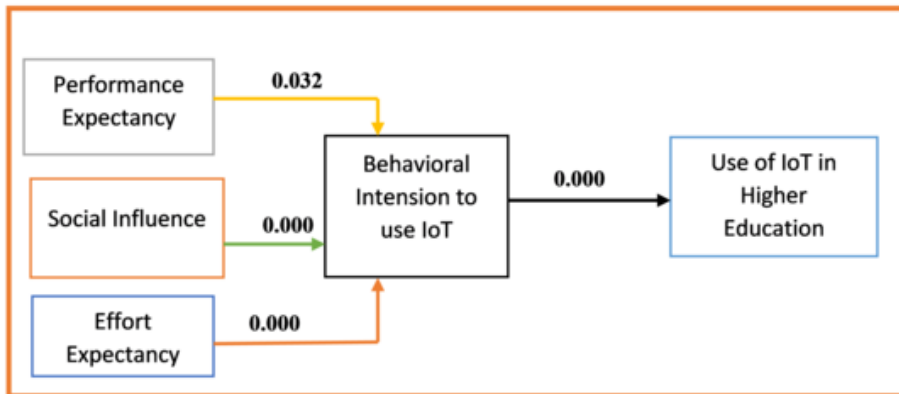 Performance
Expectancy
0.032
Social Influence
0.000
Effort
Expectancy
0.000
Behavioral
Intension to
use IoT
0.000
Use of IoT in
Higher
Education